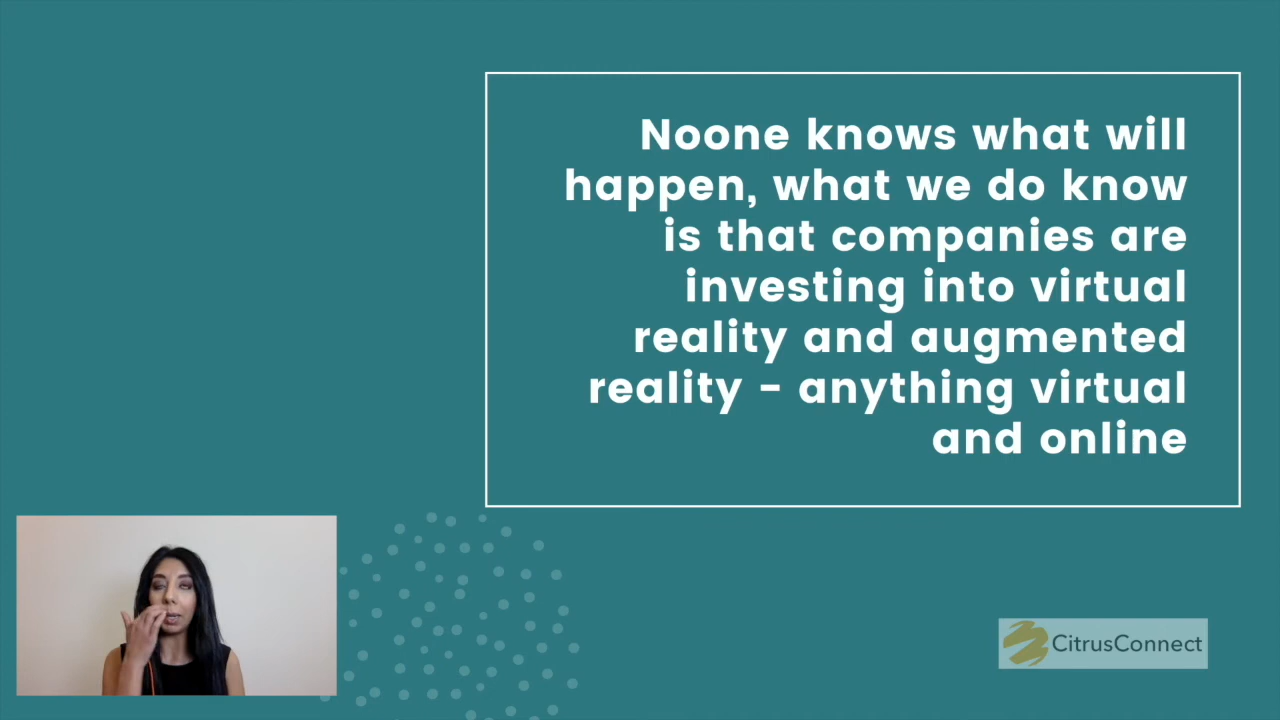 Noone knows what will
happen, what we do know
is that companies are
investing into virtual
reality and augmented
reality - anything virtual
and online
CitrusConnect